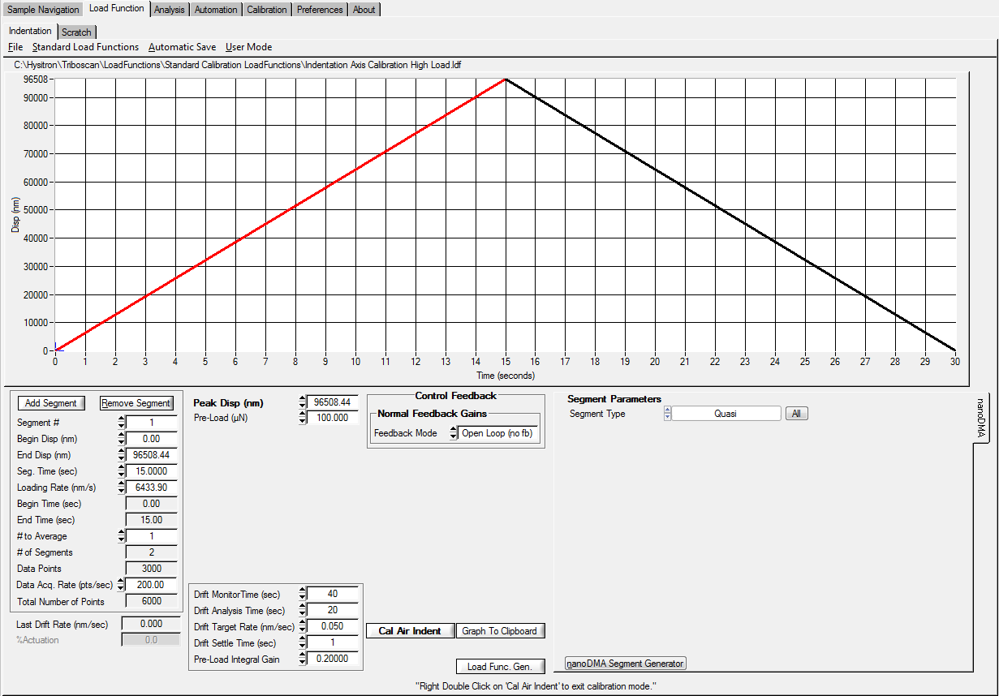 Sample Navigation Load Function Analysis Automation Calibration Preferences About
Indentation Scratch
File Standard Load Functions Automatic Save User Mode
C:\Hysitron\Triboscan\LoadFunctions\Standard Calibration LoadFunctions\Indentation Axis Calibration High Load.ldf
96508
90000
80000
70000
60000
50000
40000
30000
20000
10000
0
Disp (nm)
0 1 2 3 4 5 6 7 8 9 10 11 12 13 14 15 16 17 18 19 20 21 22 23 24 25 26 27 28 29 30
Time (seconds)
Add Segment Remove Segment
Segment # 1
Begin Disp (nm) 0.00
End Disp (nm) 96508.44
Seg. Time (sec) 15.0000
Loading Rate (nm/s) 6433.90
Begin Time (sec) 0.00
End Time (sec) 15.00
# to Average 1
# of Segments 2
Data Points 3000
Data Acq. Rate (pts/sec) 200.00
Total Number of Points 6000
Last Drift Rate (nm/sec) 0.000
%Actuation 0.0
Peak Disp (nm) 96508.44
Pre-Load (µN) 100.000
Drift MonitorTime (sec) 40
Drift Analysis Time (sec) 20
Drift Target Rate (nm/sec) 0.050
Drift Settle Time (sec) 1
Pre-Load Integral Gain 0.20000
Control Feedback
Normal Feedback Gains
Feedback Mode Open Loop (no fb)
Cal Air Indent Graph To Clipboard
Load Func. Gen.
Segment Parameters
Segment Type Quasi All
nanoDMA Segment Generator
nanoDMA
"Right Double Click on 'Cal Air Indent' to exit calibration mode."